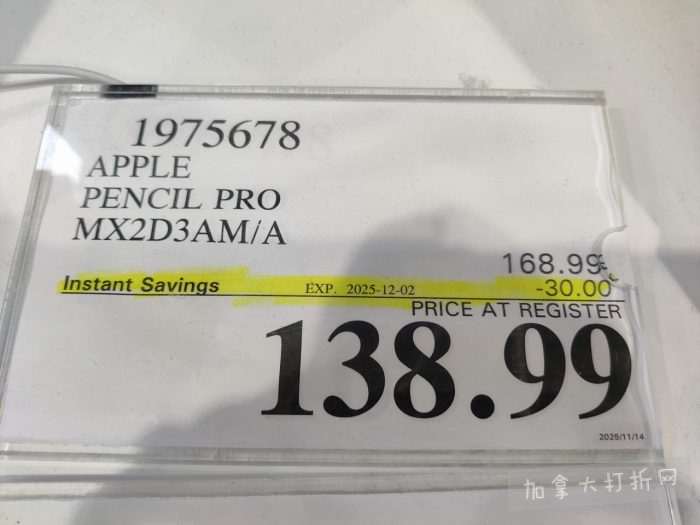 1975678
APPLE
PENCIL PRO
MX2D3AM/A
168.99
Instant Savings EXP. 2025-12-02 -30.00
PRICE AT REGISTER
138.99
2025/11/14
加拿大打折网